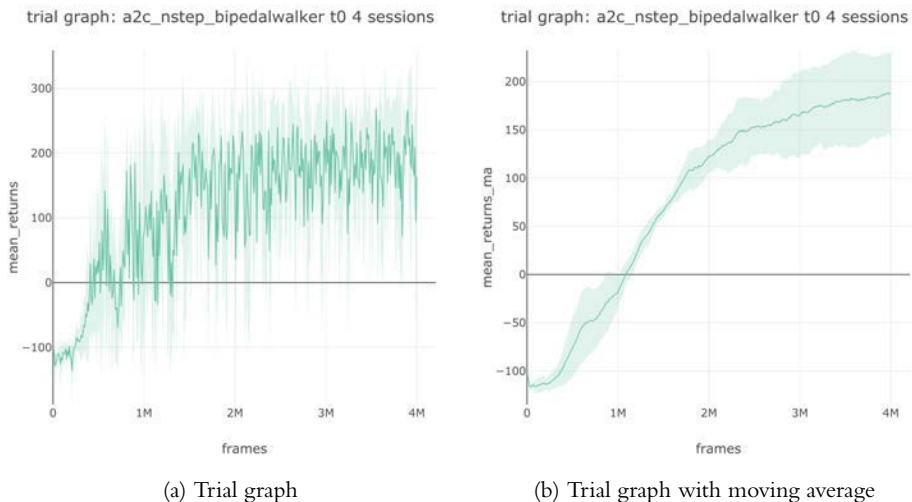 trial graph: a2c_nstep_bipedalwalker t0 4 sessions
300
200
100
0
−100
mean_returns
0
1M
2M
3M
4M
frames
(a) Trial graph
trial graph: a2c_nstep_bipedalwalker t0 4 sessions
200
150
100
50
0
−50
−100
mean_returns_ma
0
1M
2M
3M
4M
frames
(b) Trial graph with moving average